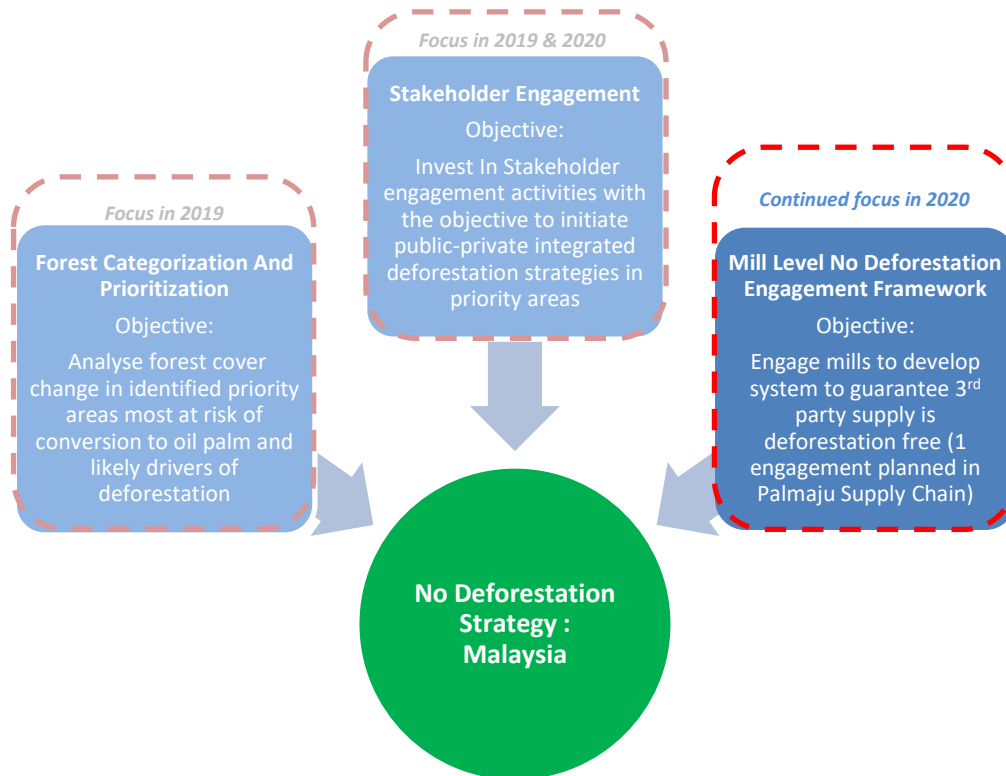 Focus in 2019
Forest Categorization And
Prioritization
Objective:
Analyse forest cover
change in identified priority
areas most at risk of
conversion to oil palm and
likely drivers of
deforestation
Focus in 2019 & 2020
Stakeholder Engagement
Objective:
Invest In Stakeholder
engagement activities with
the objective to initiate
public-private integrated
deforestation strategies in
priority areas
Continued focus in 2020
Mill Level No Deforestation
Engagement Framework
Objective:
Engage mills to develop
system to guarantee 3rd
party supply is
deforestation free (1
engagement planned in
Palmaju Supply Chain)
No Deforestation
Strategy :
Malaysia